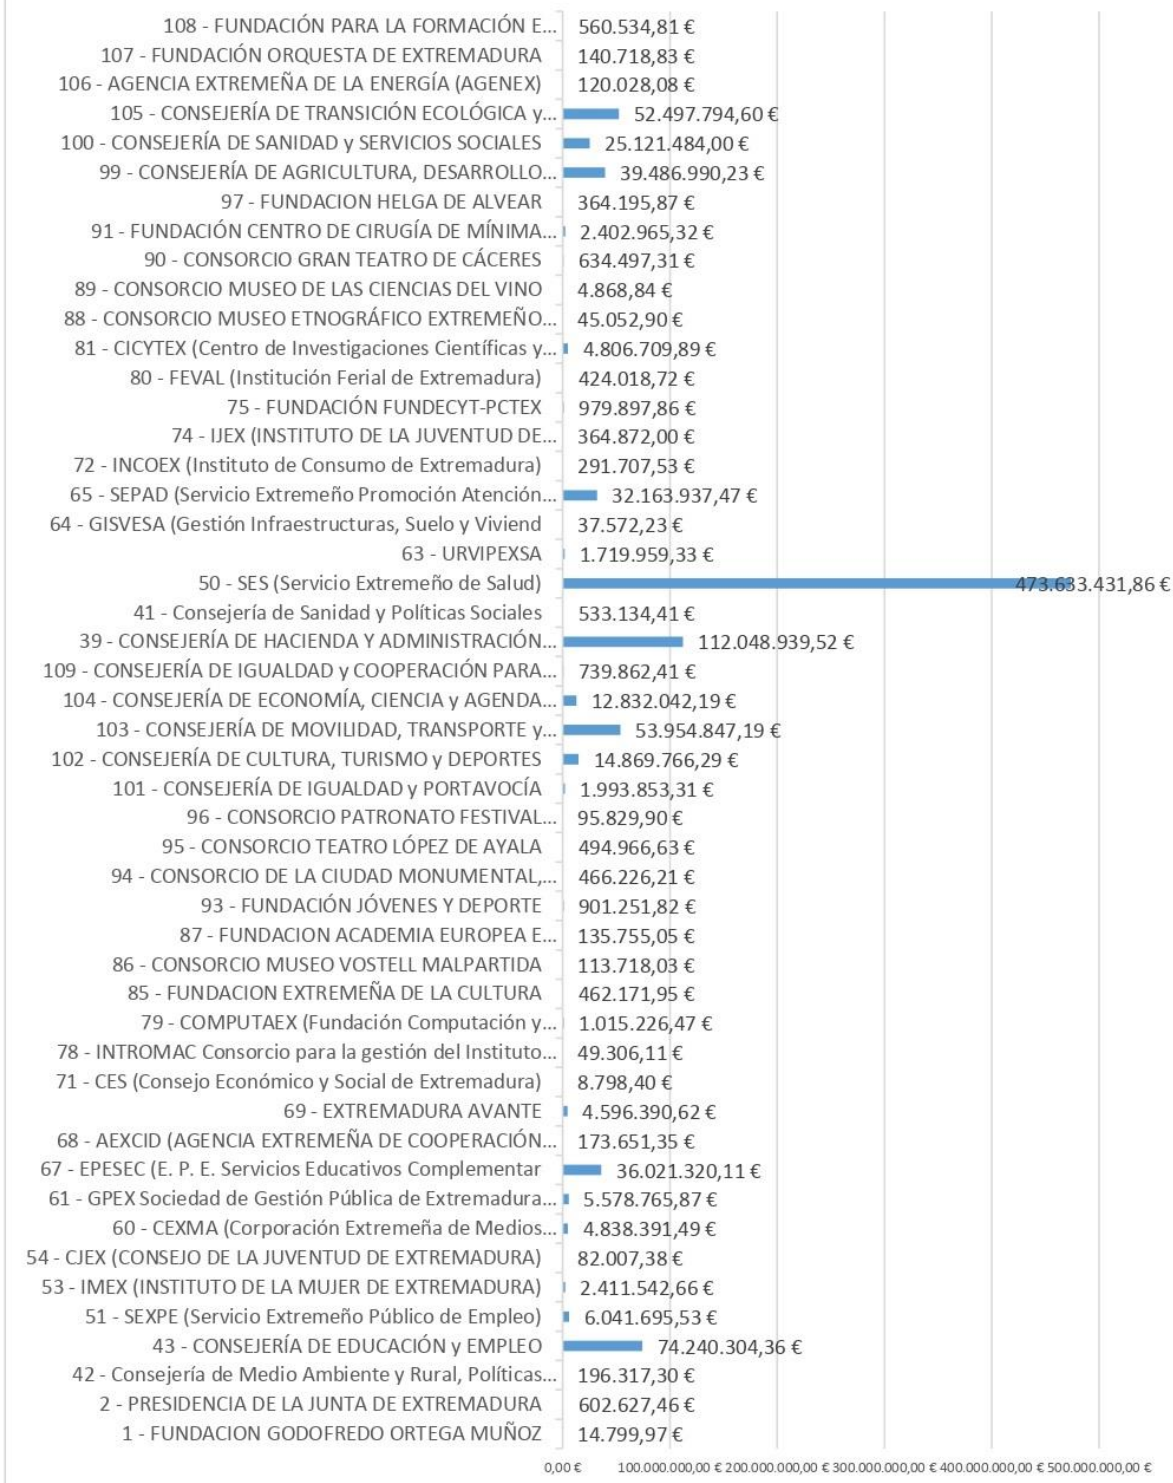 108 - FUNDACIÓN PARA LA FORMACIÓN E... 560.534,81 €
107 - FUNDACIÓN ORQUESTA DE EXTREMADURA 140.718,83 €
106 - AGENCIA EXTREMEÑA DE LA ENERGÍA (AGENEX) 120.028,08 €
105 - CONSEJERÍA DE TRANSICIÓN ECOLÓGICA y... 52.497.794,60 €
100 - CONSEJERÍA DE SANIDAD y SERVICIOS SOCIALES 25.121.484,00 €
99 - CONSEJERÍA DE AGRICULTURA, DESARROLLO... 39.486.990,23 €
97 - FUNDACION HELGA DE ALVEAR 364.195,87 €
91 - FUNDACIÓN CENTRO DE CIRUGÍA DE MÍNIMA... 2.402.965,32 €
90 - CONSORCIO GRAN TEATRO DE CÁCERES 634.497,31 €
89 - CONSORCIO MUSEO DE LAS CIENCIAS DEL VINO 4.868,84 €
88 - CONSORCIO MUSEO ETNOGRÁFICO EXTREMEÑO... 45.052,90 €
81 - CICYTEX (Centro de Investigaciones Científicas y... 4.806.709,89 €
80 - FEVAL (Institución Ferial de Extremadura) 424.018,72 €
75 - FUNDACIÓN FUNDECYT-PCTEX 979.897,86 €
74 - IJEX (INSTITUTO DE LA JUVENTUD DE... 364.872,00 €
72 - INCOEX (Instituto de Consumo de Extremadura) 291.707,53 €
65 - SEPAD (Servicio Extremeño Promoción Atención... 32.163.937,47 €
64 - GISVESA (Gestión Infraestructuras, Suelo y Viviend 37.572,23 €
63 - URVIPEXSA 1.719.959,33 €
50 - SES (Servicio Extremeño de Salud) 473.633.431,86 €
41 - Consejería de Sanidad y Políticas Sociales 533.134,41 €
39 - CONSEJERÍA DE HACIENDA Y ADMINISTRACIÓN... 112.048.939,52 €
109 - CONSEJERÍA DE IGUALDAD y COOPERACIÓN PARA... 739.862,41 €
104 - CONSEJERÍA DE ECONOMÍA, CIENCIA y AGENDA... 12.832.042,19 €
103 - CONSEJERÍA DE MOVILIDAD, TRANSPORTE y... 53.954.847,19 €
102 - CONSEJERÍA DE CULTURA, TURISMO y DEPORTES 14.869.766,29 €
101 - CONSEJERÍA DE IGUALDAD y PORTAVOCÍA 1.993.853,31 €
96 - CONSORCIO PATRONATO FESTIVAL... 95.829,90 €
95 - CONSORCIO TEATRO LÓPEZ DE AYALA 494.966,63 €
94 - CONSORCIO DE LA CIUDAD MONUMENTAL,... 466.226,21 €
93 - FUNDACIÓN JÓVENES Y DEPORTE 901.251,82 €
87 - FUNDACION ACADEMIA EUROPEA E... 135.755,05 €
86 - CONSORCIO MUSEO VOSTELL MALPARTIDA 113.718,03 €
85 - FUNDACION EXTREMEÑA DE LA CULTURA 462.171,95 €
79 - COMPUTAEX (Fundación Computación y... 1.015.226,47 €
78 - INTROMAC Consorcio para la gestión del Instituto... 49.306,11 €
71 - CES (Consejo Económico y Social de Extremadura) 8.798,40 €
69 - EXTREMADURA AVANTE 4.596.390,62 €
68 - AEXCID (AGENCIA EXTREMEÑA DE COOPERACIÓN... 173.651,35 €
67 - EPESEC (E. P. E. Servicios Educativos Complementar 36.021.320,11 €
61 - GPEX Sociedad de Gestión Pública de Extremadura... 5.578.765,87 €
60 - CEXMA (Corporación Extremeña de Medios... 4.838.391,49 €
54 - CJEX (CONSEJO DE LA JUVENTUD DE EXTREMADURA) 82.007,38 €
53 - IMEX (INSTITUTO DE LA MUJER DE EXTREMADURA) 2.411.542,66 €
51 - SEXPE (Servicio Extremeño Público de Empleo) 6.041.695,53 €
43 - CONSEJERÍA DE EDUCACIÓN y EMPLEO 74.240.304,36 €
42 - Consejería de Medio Ambiente y Rural, Políticas... 196.317,30 €
2 - PRESIDENCIA DE LA JUNTA DE EXTREMADURA 602.627,46 €
1 - FUNDACION GODOFREDO ORTEGA MUÑOZ 14.799,97 €
0,00 € 100.000.000,00 € 200.000.000,00 € 300.000.000,00 € 400.000.000,00 € 500.000.000,00 €